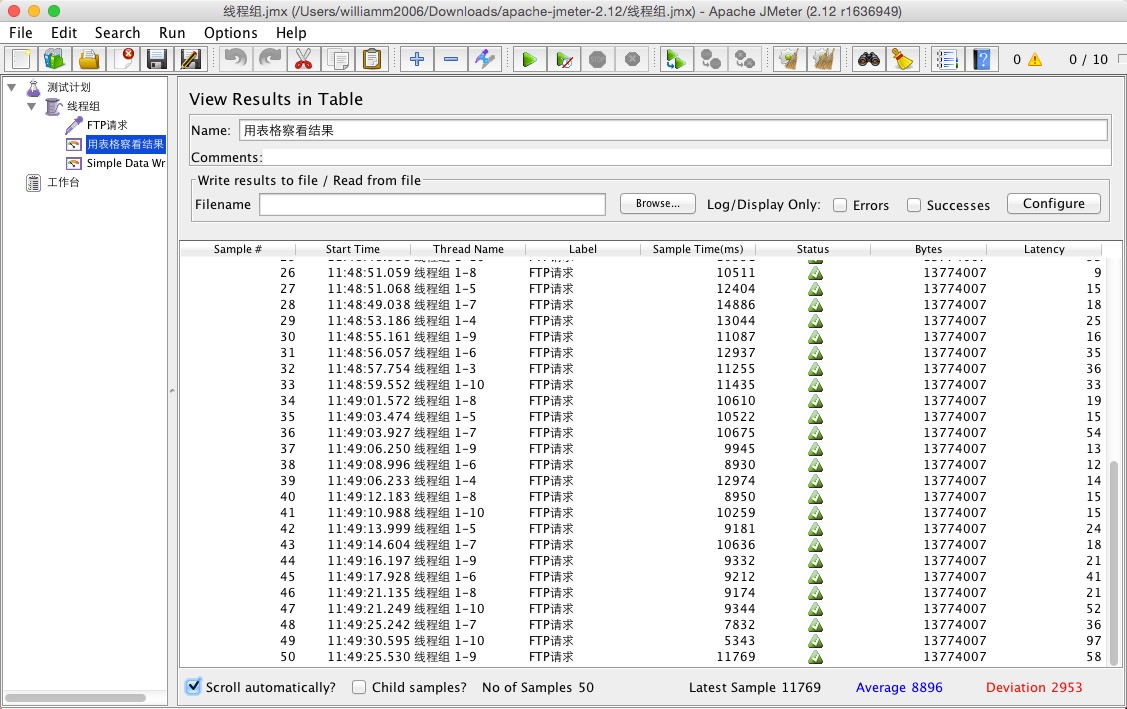 线程组.jmx (/Users/williamm2006/Downloads/apache-jmeter-2.12/线程组.jmx) - Apache JMeter (2.12 r1636949)
File Edit Search Run Options Help
0 0 / 10
测试计划
线程组
FTP请求
用表格察看结果
Simple Data Wr
工作台
View Results in Table
Name: 用表格察看结果
Comments:
Write results to file / Read from file
Filename Browse... Log/Display Only: Errors Successes Configure
Sample # Start Time Thread Name Label Sample Time(ms) Status Bytes Latency
26 11:48:51.059 线程组 1-8 FTP请求 10511 13774007 9
27 11:48:51.068 线程组 1-5 FTP请求 12404 13774007 15
28 11:48:49.038 线程组 1-7 FTP请求 14886 13774007 18
29 11:48:53.186 线程组 1-4 FTP请求 13044 13774007 25
30 11:48:55.161 线程组 1-9 FTP请求 11087 13774007 16
31 11:48:56.057 线程组 1-6 FTP请求 12937 13774007 35
32 11:48:57.754 线程组 1-3 FTP请求 11255 13774007 36
33 11:48:59.552 线程组 1-10 FTP请求 11435 13774007 33
34 11:49:01.572 线程组 1-8 FTP请求 10610 13774007 19
35 11:49:03.474 线程组 1-5 FTP请求 10522 13774007 15
36 11:49:03.927 线程组 1-7 FTP请求 10675 13774007 54
37 11:49:06.250 线程组 1-9 FTP请求 9945 13774007 13
38 11:49:08.996 线程组 1-6 FTP请求 8930 13774007 12
39 11:49:06.233 线程组 1-4 FTP请求 12974 13774007 14
40 11:49:12.183 线程组 1-8 FTP请求 8950 13774007 15
41 11:49:10.988 线程组 1-10 FTP请求 10259 13774007 15
42 11:49:13.999 线程组 1-5 FTP请求 9181 13774007 24
43 11:49:14.604 线程组 1-7 FTP请求 10636 13774007 18
44 11:49:16.197 线程组 1-9 FTP请求 9332 13774007 21
45 11:49:17.928 线程组 1-6 FTP请求 9212 13774007 41
46 11:49:21.135 线程组 1-8 FTP请求 9174 13774007 21
47 11:49:21.249 线程组 1-10 FTP请求 9344 13774007 52
48 11:49:25.242 线程组 1-7 FTP请求 7832 13774007 36
49 11:49:30.595 线程组 1-10 FTP请求 5343 13774007 97
50 11:49:25.530 线程组 1-9 FTP请求 11769 13774007 58
Scroll automatically? Child samples? No of Samples 50 Latest Sample 11769 Average 8896 Deviation 2953